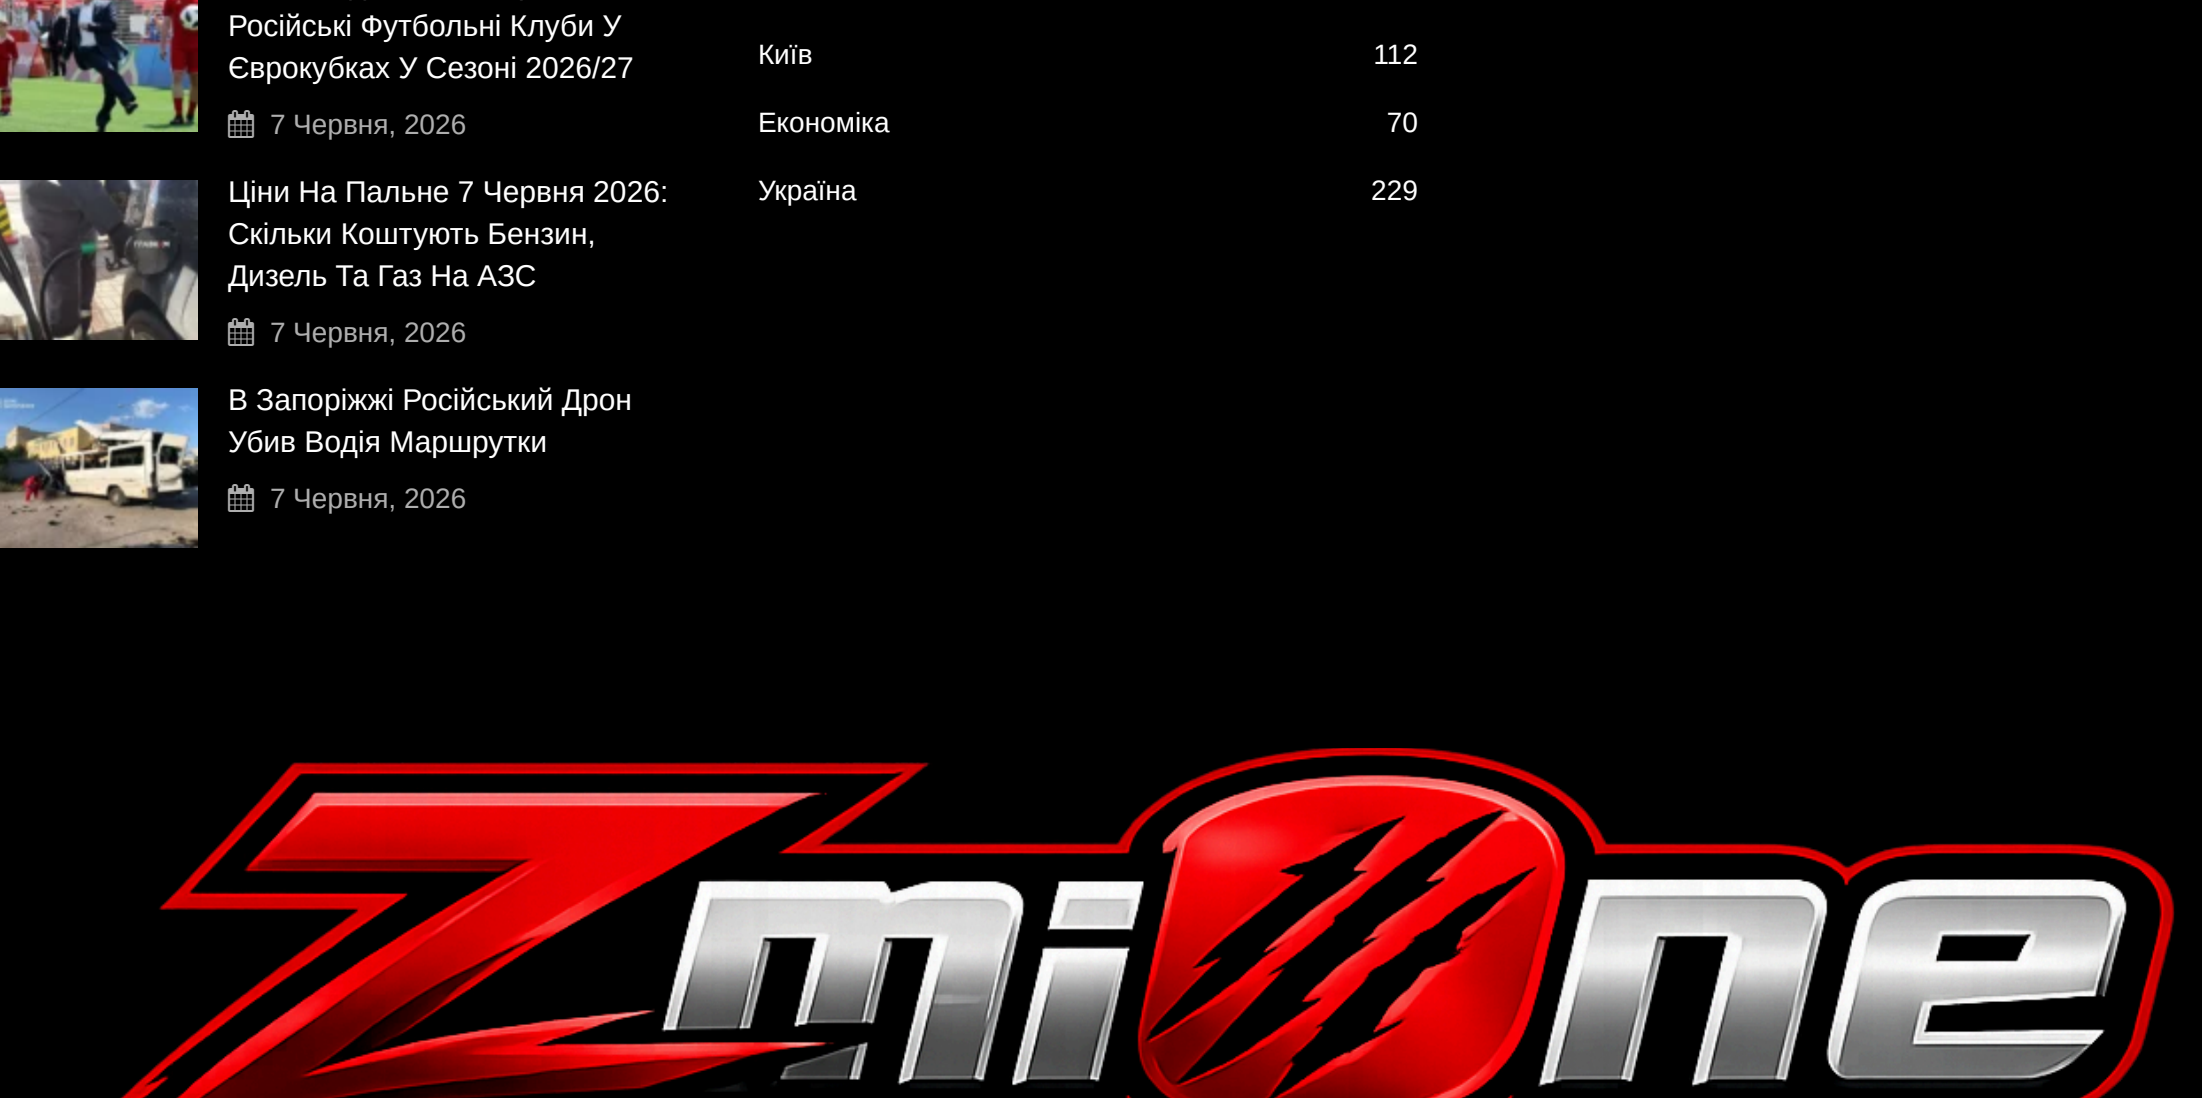 Російські Футбольні Клуби У
Єврокубках У Сезоні 2026/27
7 Червня, 2026
Ціни На Пальне 7 Червня 2026:
Скільки Коштують Бензин,
Дизель Та Газ На АЗС
7 Червня, 2026
В Запоріжжі Російський Дрон
Убив Водія Маршрутки
7 Червня, 2026
Київ 112
Економіка 70
Україна 229
ZmiOne